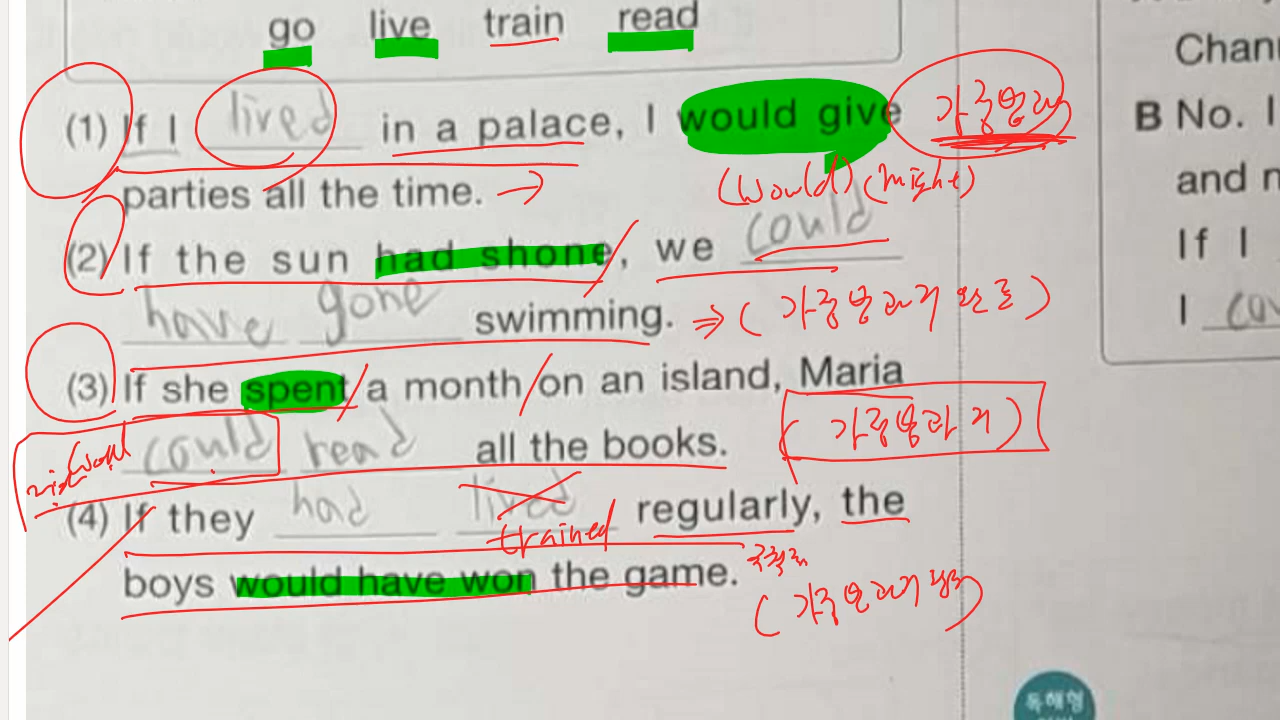 go live train read
(1) If I lived in a palace, I would give 가정법과거
parties all the time. →
(would) (might)
(2) If the sun had shone, we could
have gone swimming. ⇒ (가정법과거완료)
(3) If she spent a month on an island, Maria
could read all the books. (가정법과거)
(4) If they had lived regularly, the
trained
boys would have won the game.
(가정법과거완료)
Chan
B No. I
and n
If I
I cou
독해형